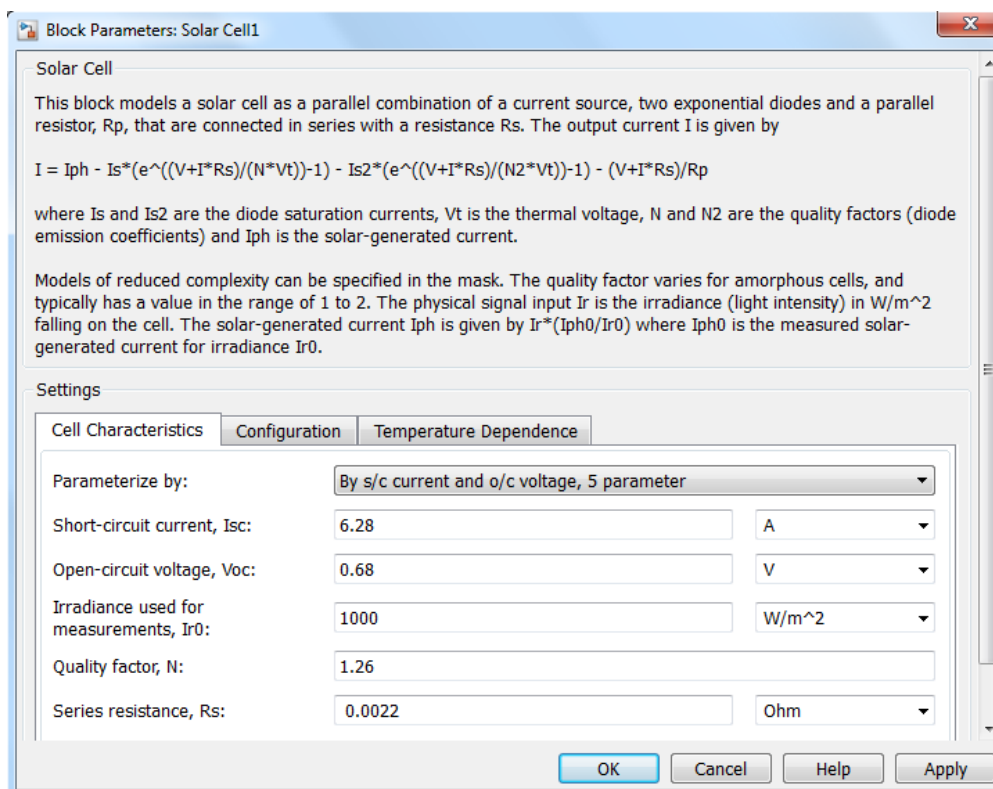 Block Parameters: Solar Cell1
Solar Cell
This block models a solar cell as a parallel combination of a current source, two exponential diodes and a parallel
resistor, Rp, that are connected in series with a resistance Rs. The output current I is given by
I = Iph - Is*(e^((V+I*Rs)/(N*Vt))-1) - Is2*(e^((V+I*Rs)/(N2*Vt))-1) - (V+I*Rs)/Rp
where Is and Is2 are the diode saturation currents, Vt is the thermal voltage, N and N2 are the quality factors (diode
emission coefficients) and Iph is the solar-generated current.
Models of reduced complexity can be specified in the mask. The quality factor varies for amorphous cells, and
typically has a value in the range of 1 to 2. The physical signal input Ir is the irradiance (light intensity) in W/m^2
falling on the cell. The solar-generated current Iph is given by Ir*(Iph0/Ir0) where Iph0 is the measured solar-
generated current for irradiance Ir0.
Settings
Cell Characteristics Configuration Temperature Dependence
Parameterize by: By s/c current and o/c voltage, 5 parameter
Short-circuit current, Isc: 6.28 A
Open-circuit voltage, Voc: 0.68 V
Irradiance used for
measurements, Ir0: 1000 W/m^2
Quality factor, N: 1.26
Series resistance, Rs: 0.0022 Ohm
OK Cancel Help Apply